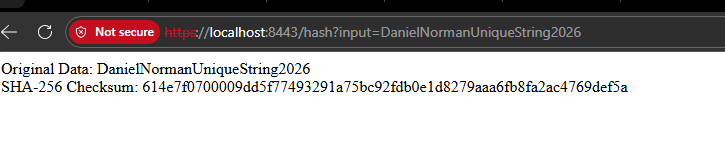 Not secure https://localhost:8443/hash?input=DanielNormanUniqueString2026
Original Data: DanielNormanUniqueString2026
SHA-256 Checksum: 614e7f0700009dd5f77493291a75bc92fdb0e1d8279aaa6fb8fa2ac4769def5a